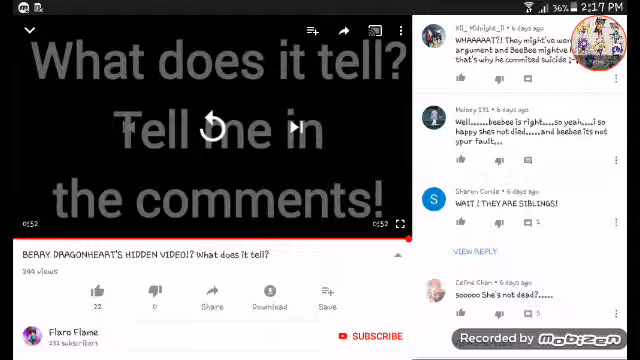 36% 2:17 PM
What does it tell?
Tell me in
the comments!
0:52
0:52
BERRY DRAGONHEART'S HIDDEN VIDEO!? What does it tell?
244 views
22
0
Share
Download
Save
Flaro Flame
232 subscribers
SUBSCRIBE
Xii_Midnight_ii • 6 days ago
WHAAAAAT?! They might've
argument and BeeBee might've
that's why he commited suicide ;-
Melody 131 • 6 days ago
Well......beebee is right....so yeah....i so
happy shes not died.....and beebee its not
ypur fault,,,
Sharon Conde • 6 days ago
WAIT ! THEY ARE SIBLINGS!
1
VIEW REPLY
Celine Chan • 6 days ago
sooooo She's not dead?.....
5
Recorded by MOBIZEN